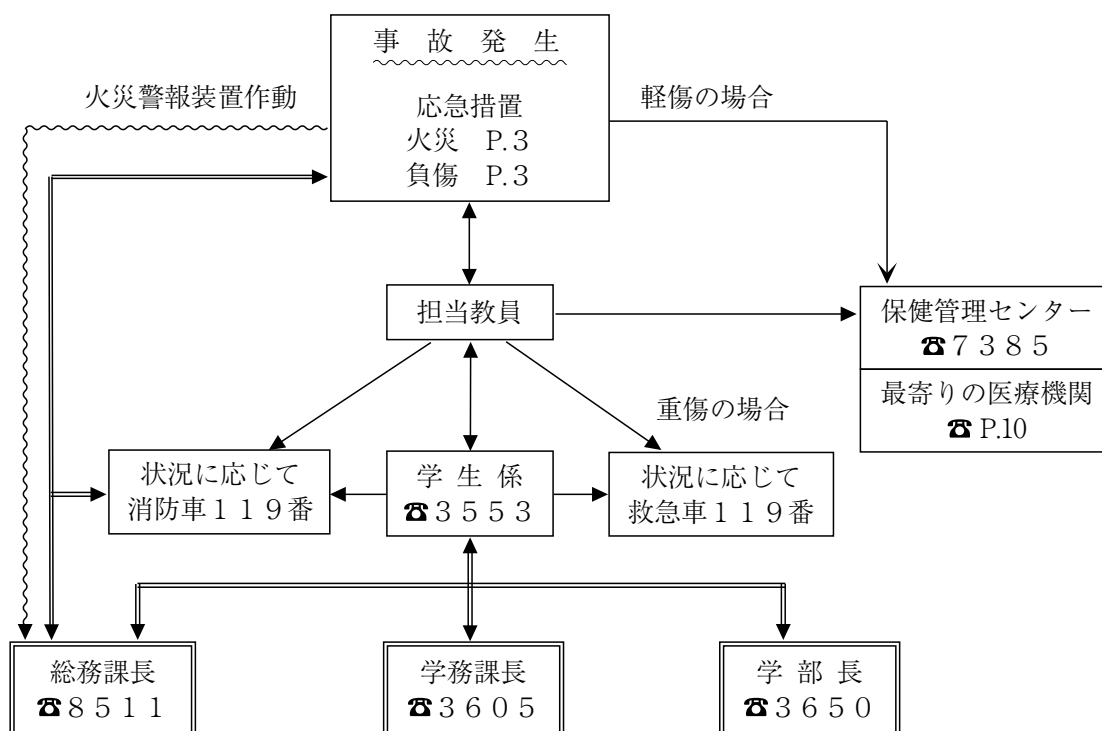 事 故 発 生
火災警報装置作動
軽傷の場合
応急措置
火災 P.3
負傷 P.3
担当教員
保健管理センター
☎7385
最寄りの医療機関
☎ P.10
重傷の場合
状況に応じて
消防車119番
学 生 係
☎3553
状況に応じて
救急車119番
総務課長
☎8511
学務課長
☎3605
学 部 長
☎3650